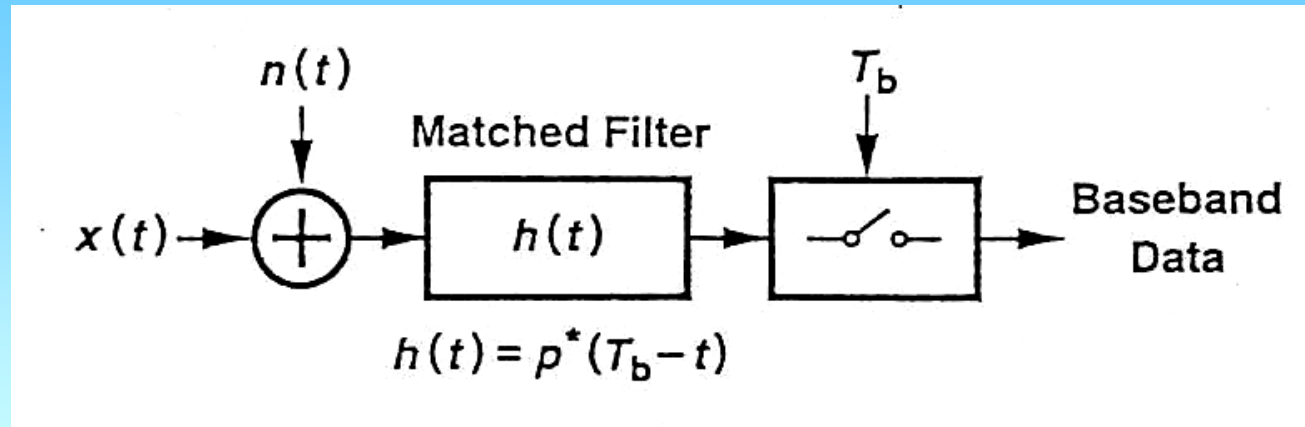 n(t)
T_b
Matched Filter
x(t)
+
h(t)
Baseband
Data
h(t) = p*(T_b−t)